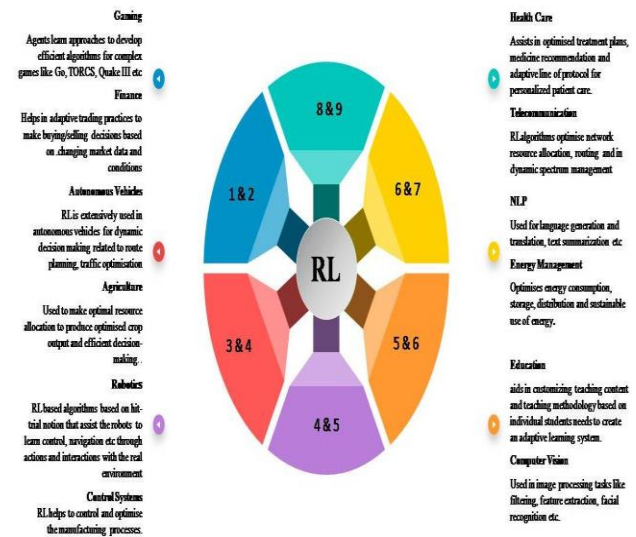 Gaming
Agents learn approaches to develop
efficient algorithms for complex
games like Go, TORCS, Quake III etc
Finance
Helps in adaptive trading practices to
make buying/selling decisions based
on .changing market data and
conditions
Autonomous Vehicles
RL is extensively used in
autonomous vehicles for dynamic
decision making related to route
planning, traffic optimisation
Agriculture
Used to make optimal resource
allocation to produce optimised crop
output and efficient decision-
making. .
Robotics
RL based algorithms based on hit-
trial notion that assist the robots to
learn control, navigation etc through
actions and interactions with the real
environment
Control Systems
RL helps to control and optimise
the manufacturing processes.
8 & 9
1 & 2
6 & 7
RL
3 & 4
5 & 6
4 & 5
Health Care
Assists in optimised treatment plans,
medicine recommendation and
adaptive line of protocol for
personalized patient care.
Telecommunication
RL algorithms optimise network
resource allocation, routing and in
dynamic spectrum management
NLP
Used for language generation and
translation, text summarization etc
Energy Management
Optimises energy consumption,
storage, distribution and sustainable
use of energy.
Education
aids in customizing teaching content
and teaching methodology based on
individual students needs to create
an adaptive learning system.
Computer Vision
Used in image processing tasks like
filtering, feature extraction, facial
recognition etc.